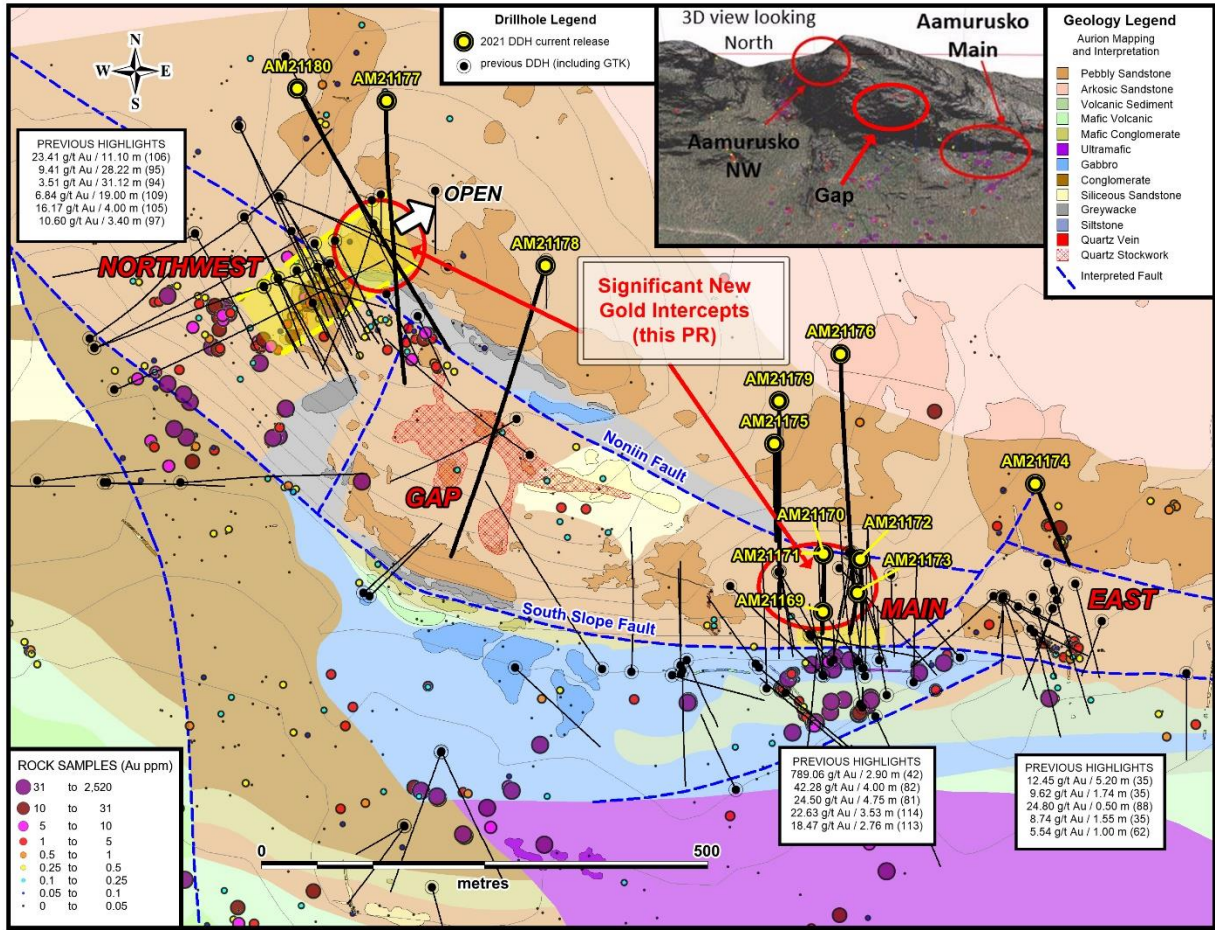 N
W E
S
Drillhole Legend
2021 DDH current release
previous DDH (including GTK)
3D view looking
North
Aamurusko
Main
Aamurusko
NW
Gap
Geology Legend
Aurion Mapping
and Interpretation
Pebbly Sandstone
Arkosic Sandstone
Volcanic Sediment
Mafic Volcanic
Mafic Conglomerate
Ultramafic
Gabbro
Conglomerate
Siliceous Sandstone
Greywacke
Siltstone
Quartz Vein
Quartz Stockwork
Interpreted Fault
AM21180
AM21177
PREVIOUS HIGHLIGHTS
23.41 g/t Au / 11.10 m (106)
9.41 g/t Au / 28.22 m (95)
3.51 g/t Au / 31.12 m (94)
6.84 g/t Au / 19.00 m (109)
16.17 g/t Au / 4.00 m (105)
10.60 g/t Au / 3.40 m (97)
OPEN
NORTHWEST
AM21178
Significant New
Gold Intercepts
(this PR)
AM21176
AM21179
AM21175
Noniin Fault
GAP
AM21174
AM21170
AM21172
AM21171
AM21173
AM21169
MAIN
EAST
South Slope Fault
ROCK SAMPLES (Au ppm)
31 to 2,520
10 to 31
5 to 10
1 to 5
0.5 to 1
0.25 to 0.5
0.1 to 0.25
0.05 to 0.1
0 to 0.05
0 500
metres
PREVIOUS HIGHLIGHTS
789.06 g/t Au / 2.90 m (42)
42.28 g/t Au / 4.00 m (82)
24.50 g/t Au / 4.75 m (81)
22.63 g/t Au / 3.53 m (114)
18.47 g/t Au / 2.76 m (113)
PREVIOUS HIGHLIGHTS
12.45 g/t Au / 5.20 m (35)
9.62 g/t Au / 1.74 m (35)
24.80 g/t Au / 0.50 m (88)
8.74 g/t Au / 1.55 m (35)
5.54 g/t Au / 1.00 m (62)